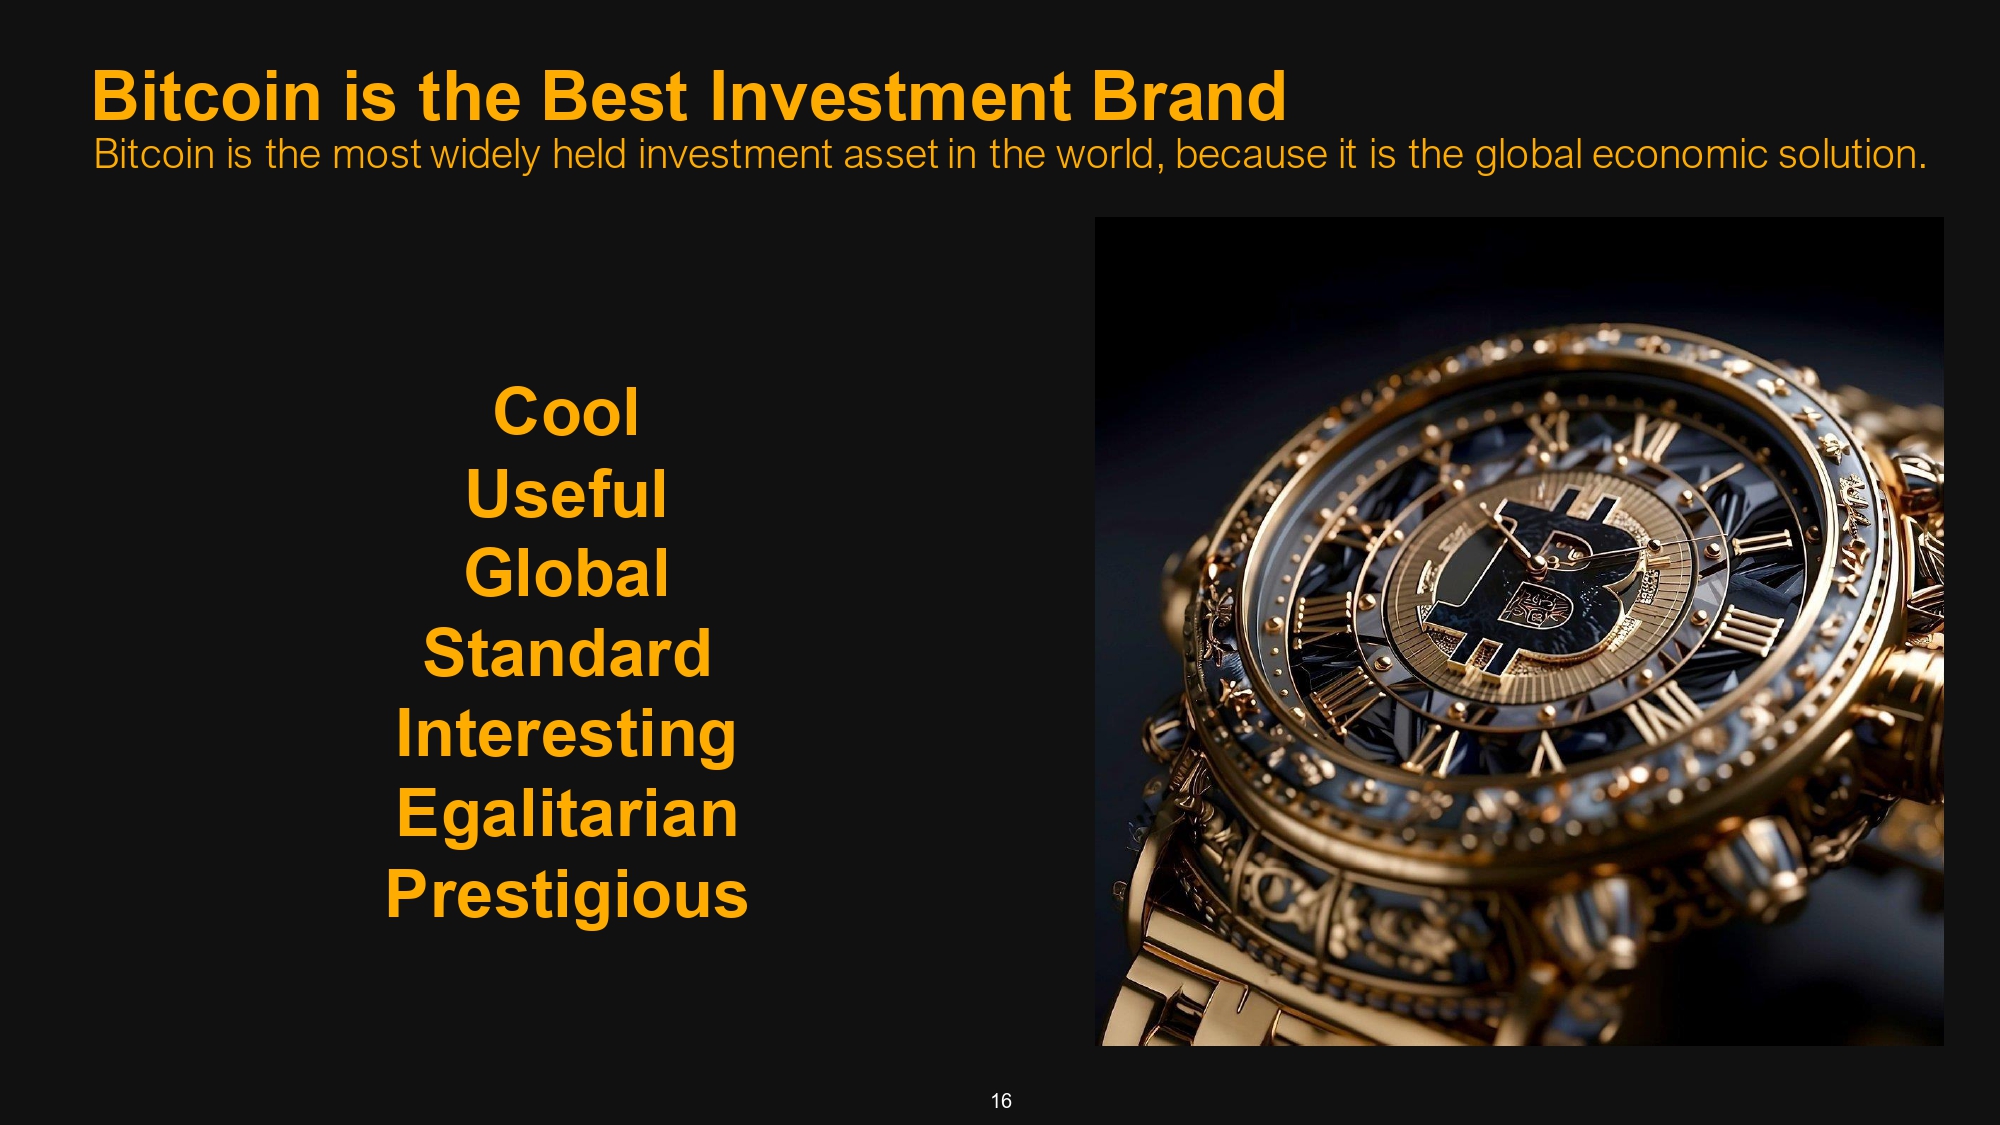 Bitcoin is the Best Investment Brand
Bitcoin is the most widely held investment asset in the world, because it is the global economic solution.
Cool
Useful
Global
Standard
Interesting
Egalitarian
Prestigious
16